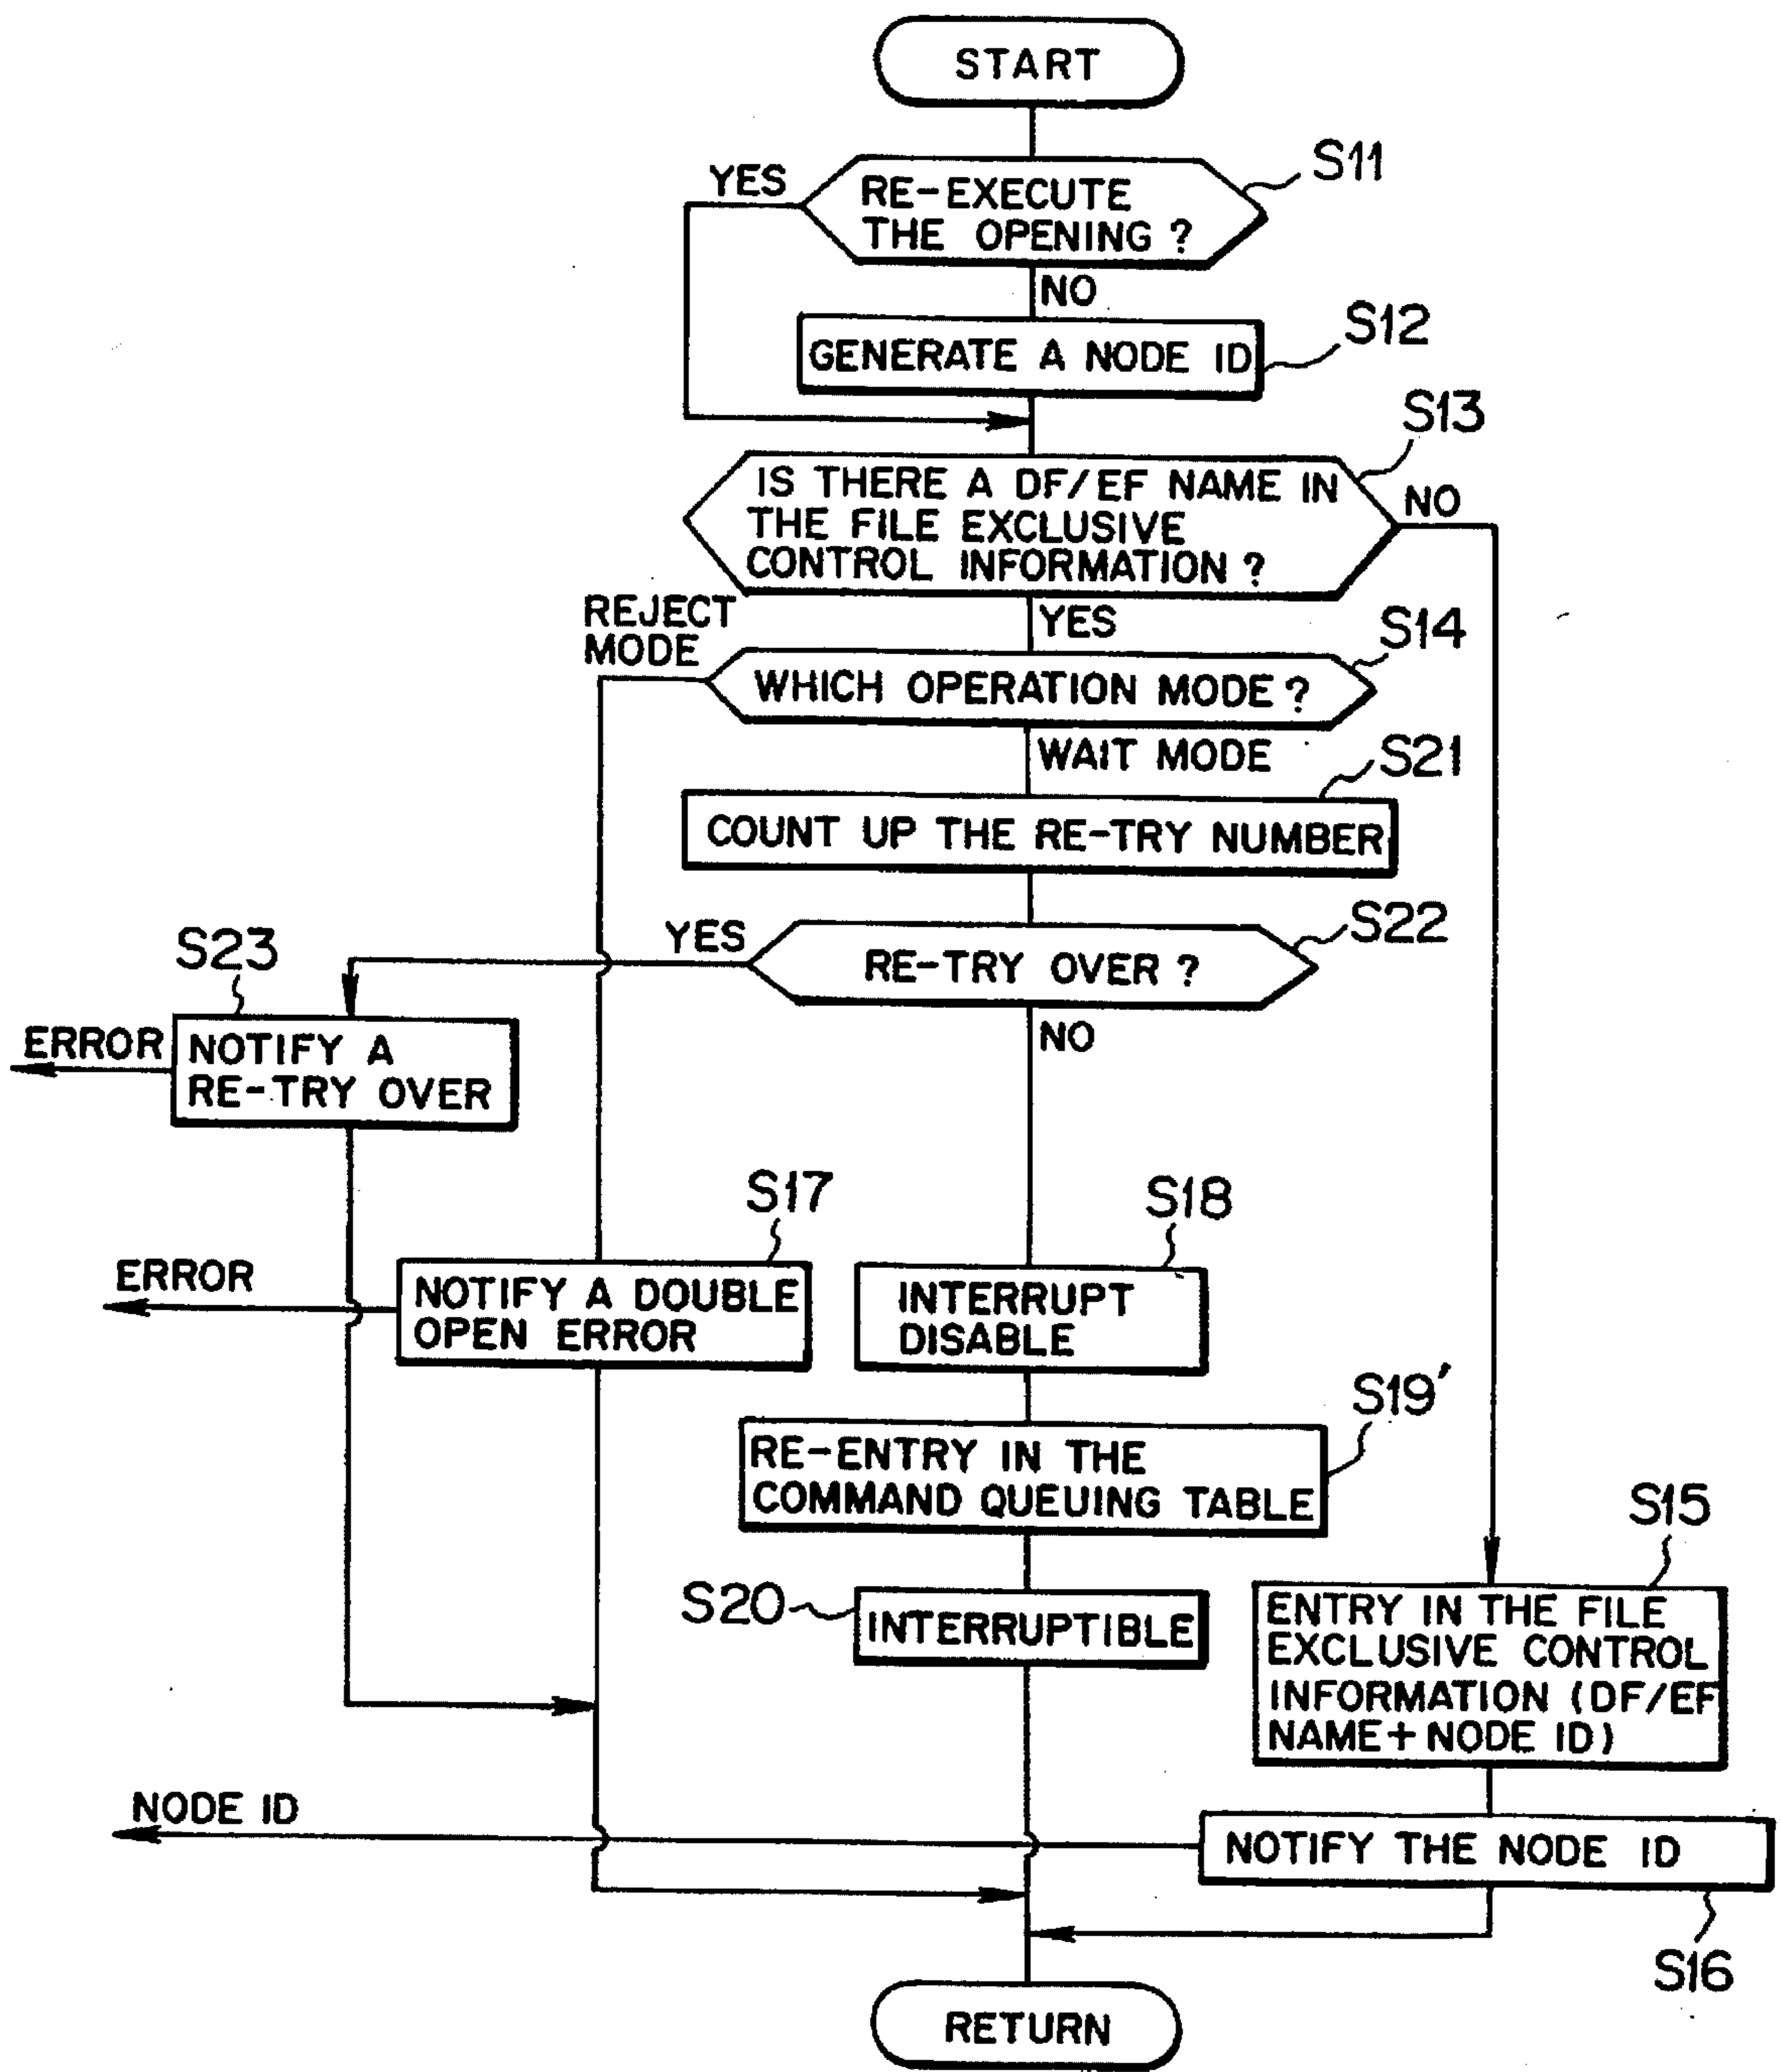 START
S11
YES
RE-EXECUTE
THE OPENING ?
NO
S12
GENERATE A NODE ID
S13
IS THERE A DF/EF NAME IN
THE FILE EXCLUSIVE
CONTROL INFORMATION ?
NO
REJECT
MODE
YES
S14
WHICH OPERATION MODE ?
WAIT MODE
S21
COUNT UP THE RE-TRY NUMBER
S22
YES
RE-TRY OVER ?
S23
NO
ERROR
NOTIFY A
RE-TRY OVER
S17
S18
ERROR
NOTIFY A DOUBLE
OPEN ERROR
INTERRUPT
DISABLE
S19'
RE-ENTRY IN THE
COMMAND QUEUING TABLE
S15
S20
INTERRUPTIBLE
ENTRY IN THE FILE
EXCLUSIVE CONTROL
INFORMATION (DF/EF
NAME+NODE ID)
NODE ID
NOTIFY THE NODE ID
S16
RETURN